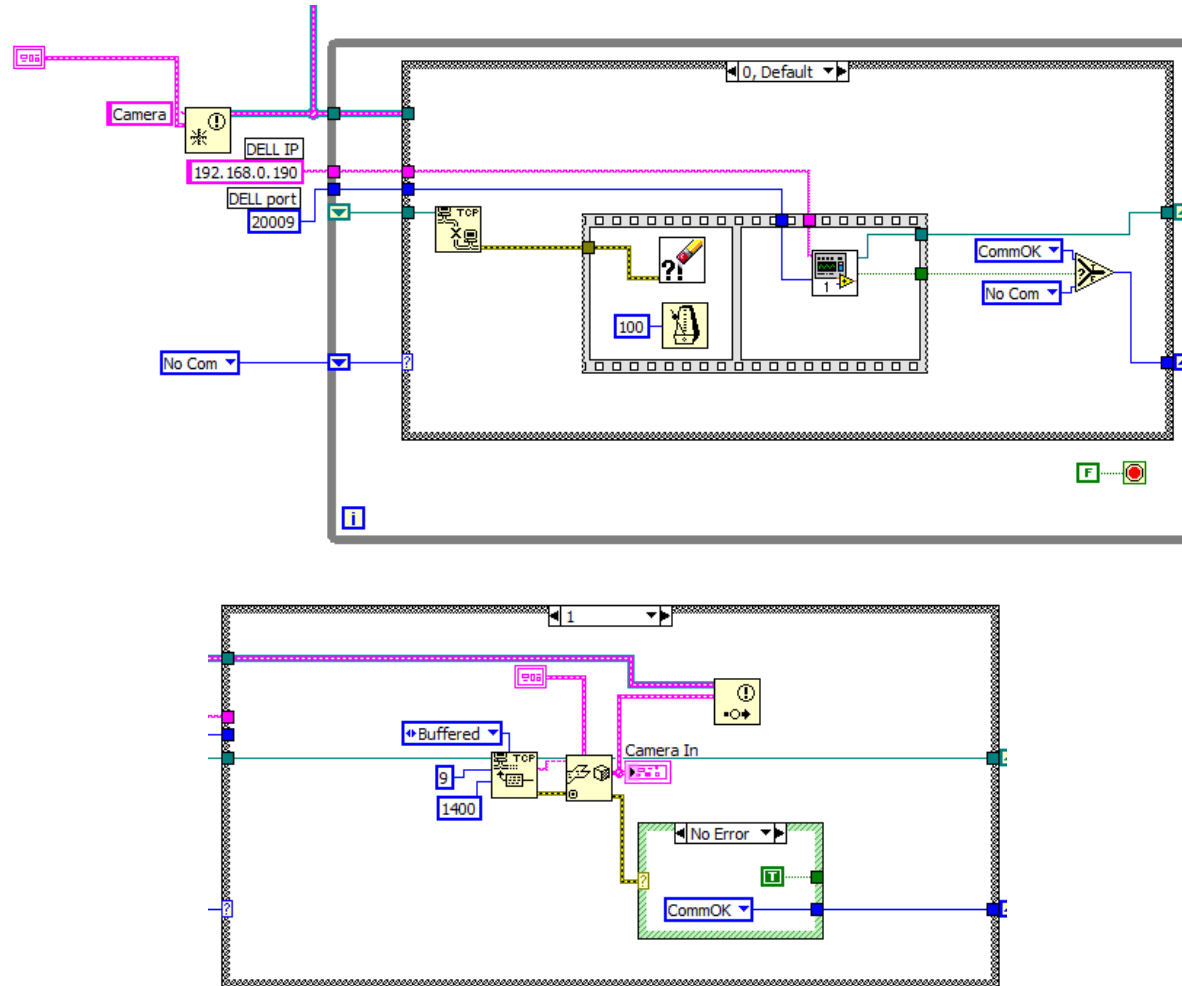 0, Default
Camera
DELL IP
192.168.0.190
DELL port
20009
TCP
?!
100
1
CommOK
No Com
?
F
No Com
?
F
i
1
Buffered
TCP
Camera In
9
1400
No Error
T
?
CommOK
?